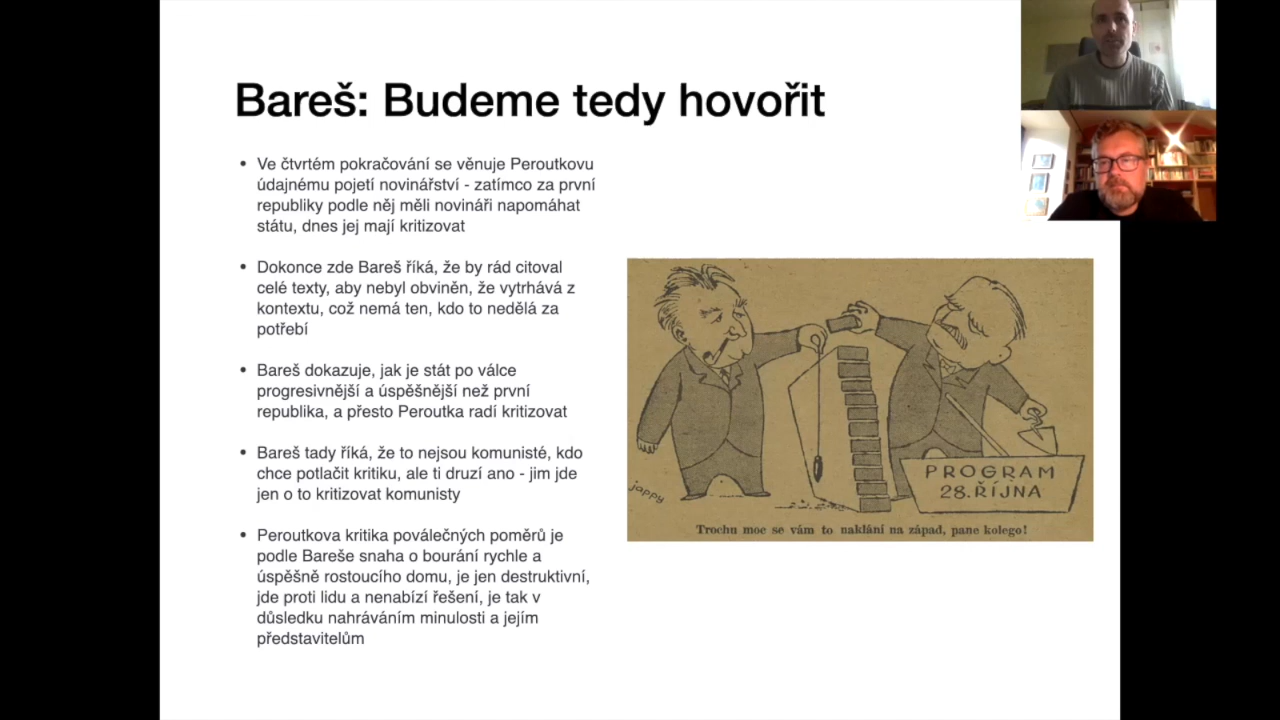 Bareš: Budeme tedy hovořit
• Ve čtvrtém pokračování se věnuje Peroutkovu
údajnému pojetí novinářství - zatímco za první
republiky podle něj měli novináři napomáhat
státu, dnes jej mají kritizovat
• Dokonce zde Bareš říká, že by rád citoval
celé texty, aby nebyl obviněn, že vytrhává z
kontextu, což nemá ten, kdo to nedělá za
potřebí
• Bareš dokazuje, jak je stát po válce
progresivnější a úspěšnější než první
republika, a přesto Peroutka radí kritizovat
• Bareš tady říká, že to nejsou komunisté, kdo
chce potlačit kritiku, ale ti druzí ano - jim jde
jen o to kritizovat komunisty
• Peroutkova kritika poválečných poměrů je
podle Bareše snaha o bourání rychle a
úspěšně rostoucího domu, je jen destruktivní,
jde proti lidu a nenabízí řešení, je tak v
důsledku nahráváním minulosti a jejím
představitelům
PROGRAM
28. ŘÍJNA
jappy
Trochu moc se vám to naklání na západ, pane kolego!